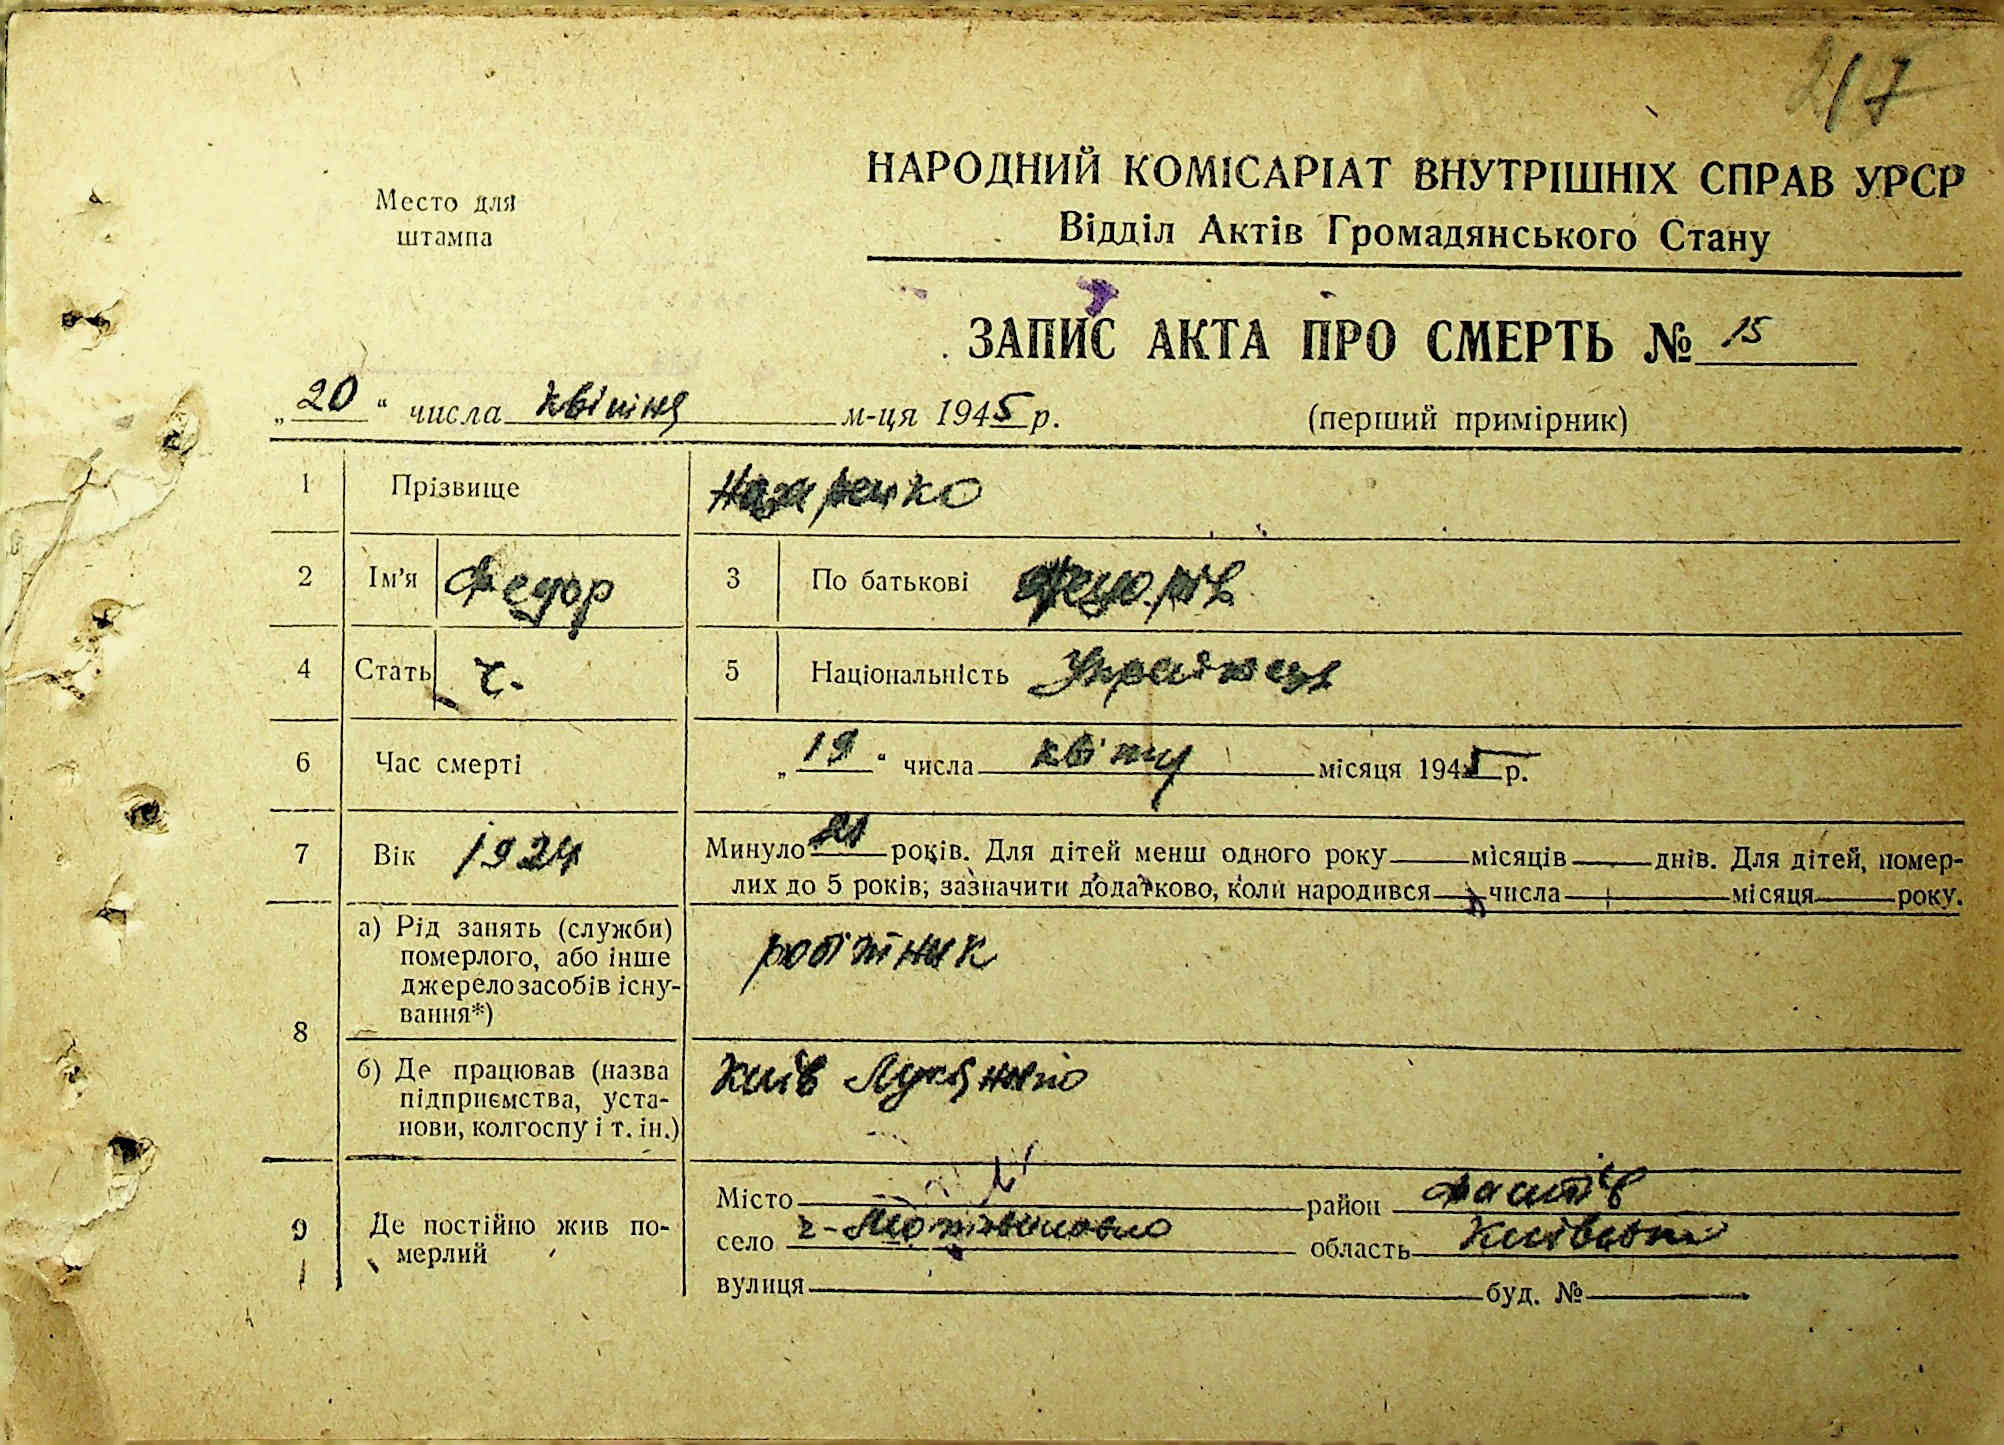 217
Место для
штампа
НАРОДНИЙ КОМІСАРІАТ ВНУТРІШНІХ СПРАВ УРСР
Відділ Актів Громадянського Стану
ЗАПИС АКТА ПРО СМЕРТЬ № 15
„20“ числа квітня м-ця 1945 р.
(перший примірник)
1 Прізвище Назаренко
2 Ім'я Федор 3 По батькові
4 Стать ч. 5 Національність Українець
6 Час смерті „19“ числа місяця 1945 р.
7 Вік 1924 Минуло 21 років. Для дітей менш одного року — місяців — днів. Для дітей, помер-
лих до 5 років; зазначити додатково, коли народився — числа — місяця — року.
8 а) Рід занять (служби)
померлого, або інше
джерело засобів існу-
вання*)
робітник
б) Де працював (назва
підприємства, уста-
нови, колгоспу і т. ін.)
Київ
9 Де постійно жив по-
мерлий
Місто район Фастів
село область
вулиця буд. №